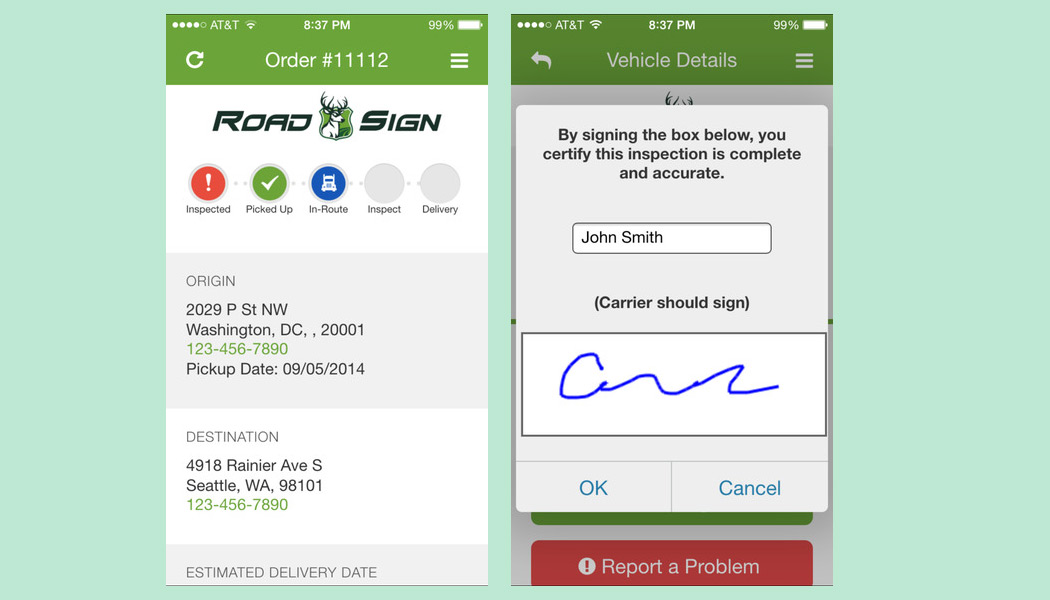 AT&T 8:37 PM 99%
Order #11112
ROAD SIGN
Inspected Picked Up In-Route Inspect Delivery
ORIGIN
2029 P St NW
Washington, DC, , 20001
123-456-7890
Pickup Date: 09/05/2014
DESTINATION
4918 Rainier Ave S
Seattle, WA, 98101
123-456-7890
ESTIMATED DELIVERY DATE
AT&T 8:37 PM 99%
Vehicle Details
By signing the box below, you
certify this inspection is complete
and accurate.
John Smith
(Carrier should sign)
OK Cancel
Report a Problem